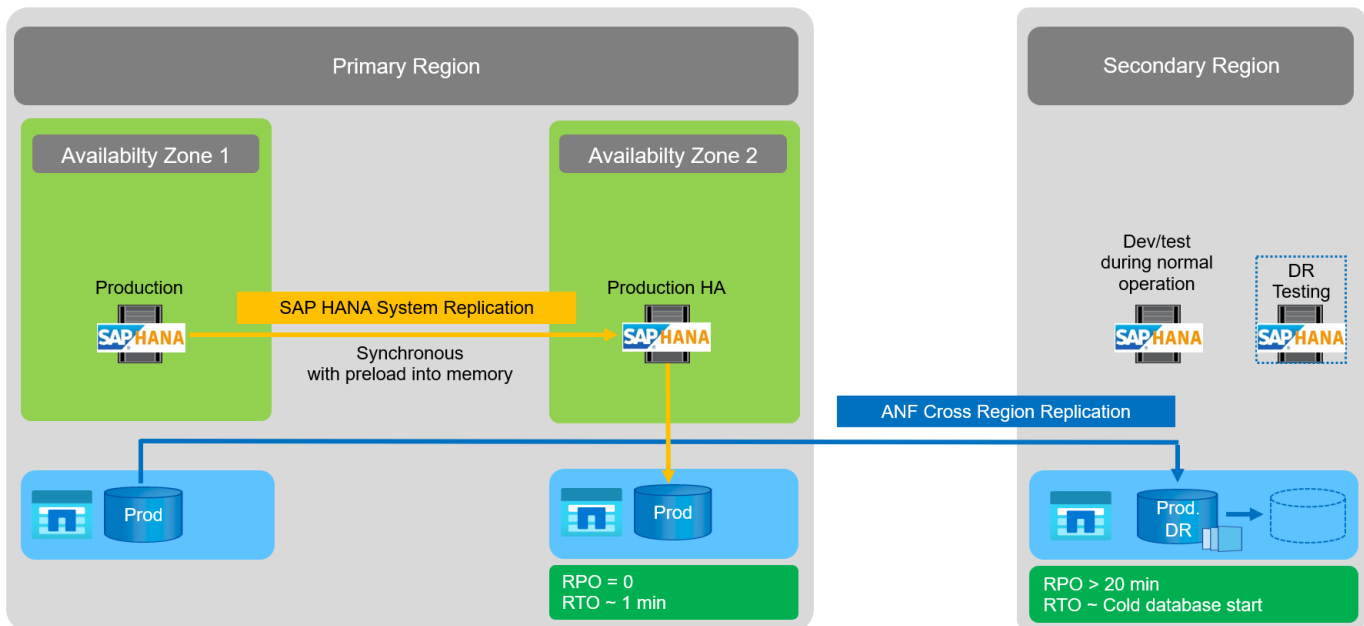 Primary Region
Secondary Region
Availabilty Zone 1
Availabilty Zone 2
Production
SAP HANA
SAP HANA System Replication
Synchronous
with preload into memory
Production HA
SAP HANA
Dev/test
during normal
operation
SAP HANA
DR
Testing
SAP HANA
ANF Cross Region Replication
Prod
Prod
Prod.
DR
RPO = 0
RTO ~ 1 min
RPO > 20 min
RTO ~ Cold database start